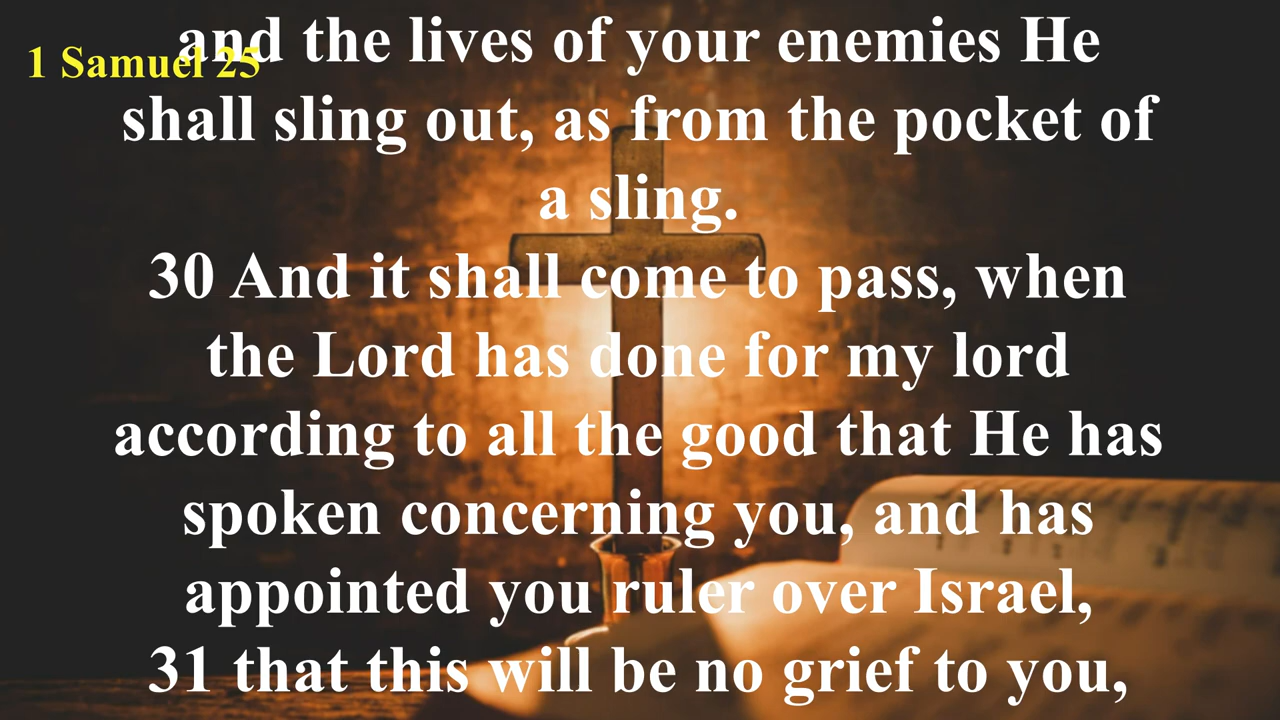 1 Samuel 25
and the lives of your enemies He
shall sling out, as from the pocket of
a sling.
30 And it shall come to pass, when
the Lord has done for my lord
according to all the good that He has
spoken concerning you, and has
appointed you ruler over Israel,
31 that this will be no grief to you,